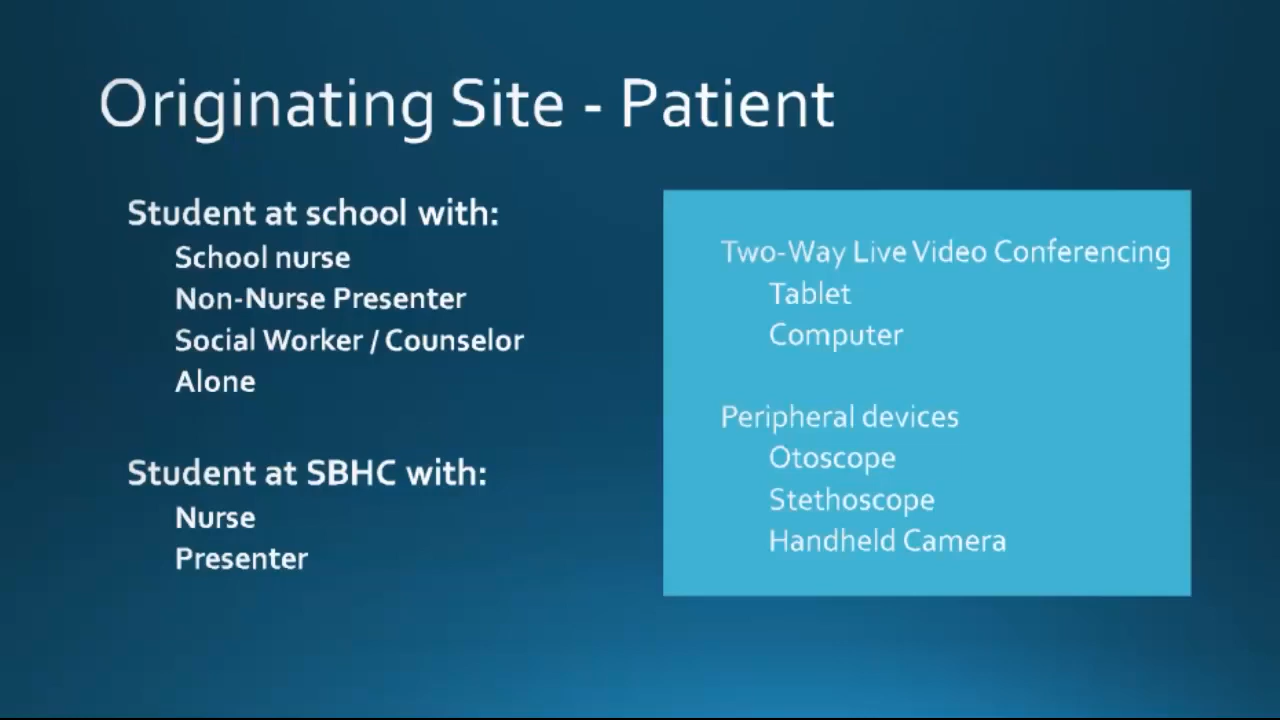 Originating Site - Patient
Student at school with:
School nurse
Non-Nurse Presenter
Social Worker / Counselor
Alone
Student at SBHC with:
Nurse
Presenter
Two-Way Live Video Conferencing
Tablet
Computer
Peripheral devices
Otoscope
Stethoscope
Handheld Camera